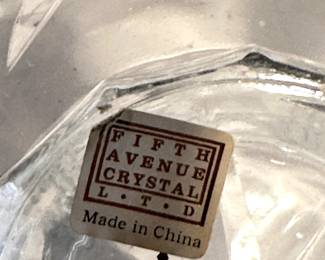 FIFTH
AVENUE
CRYSTAL
L • T • D
Made in China